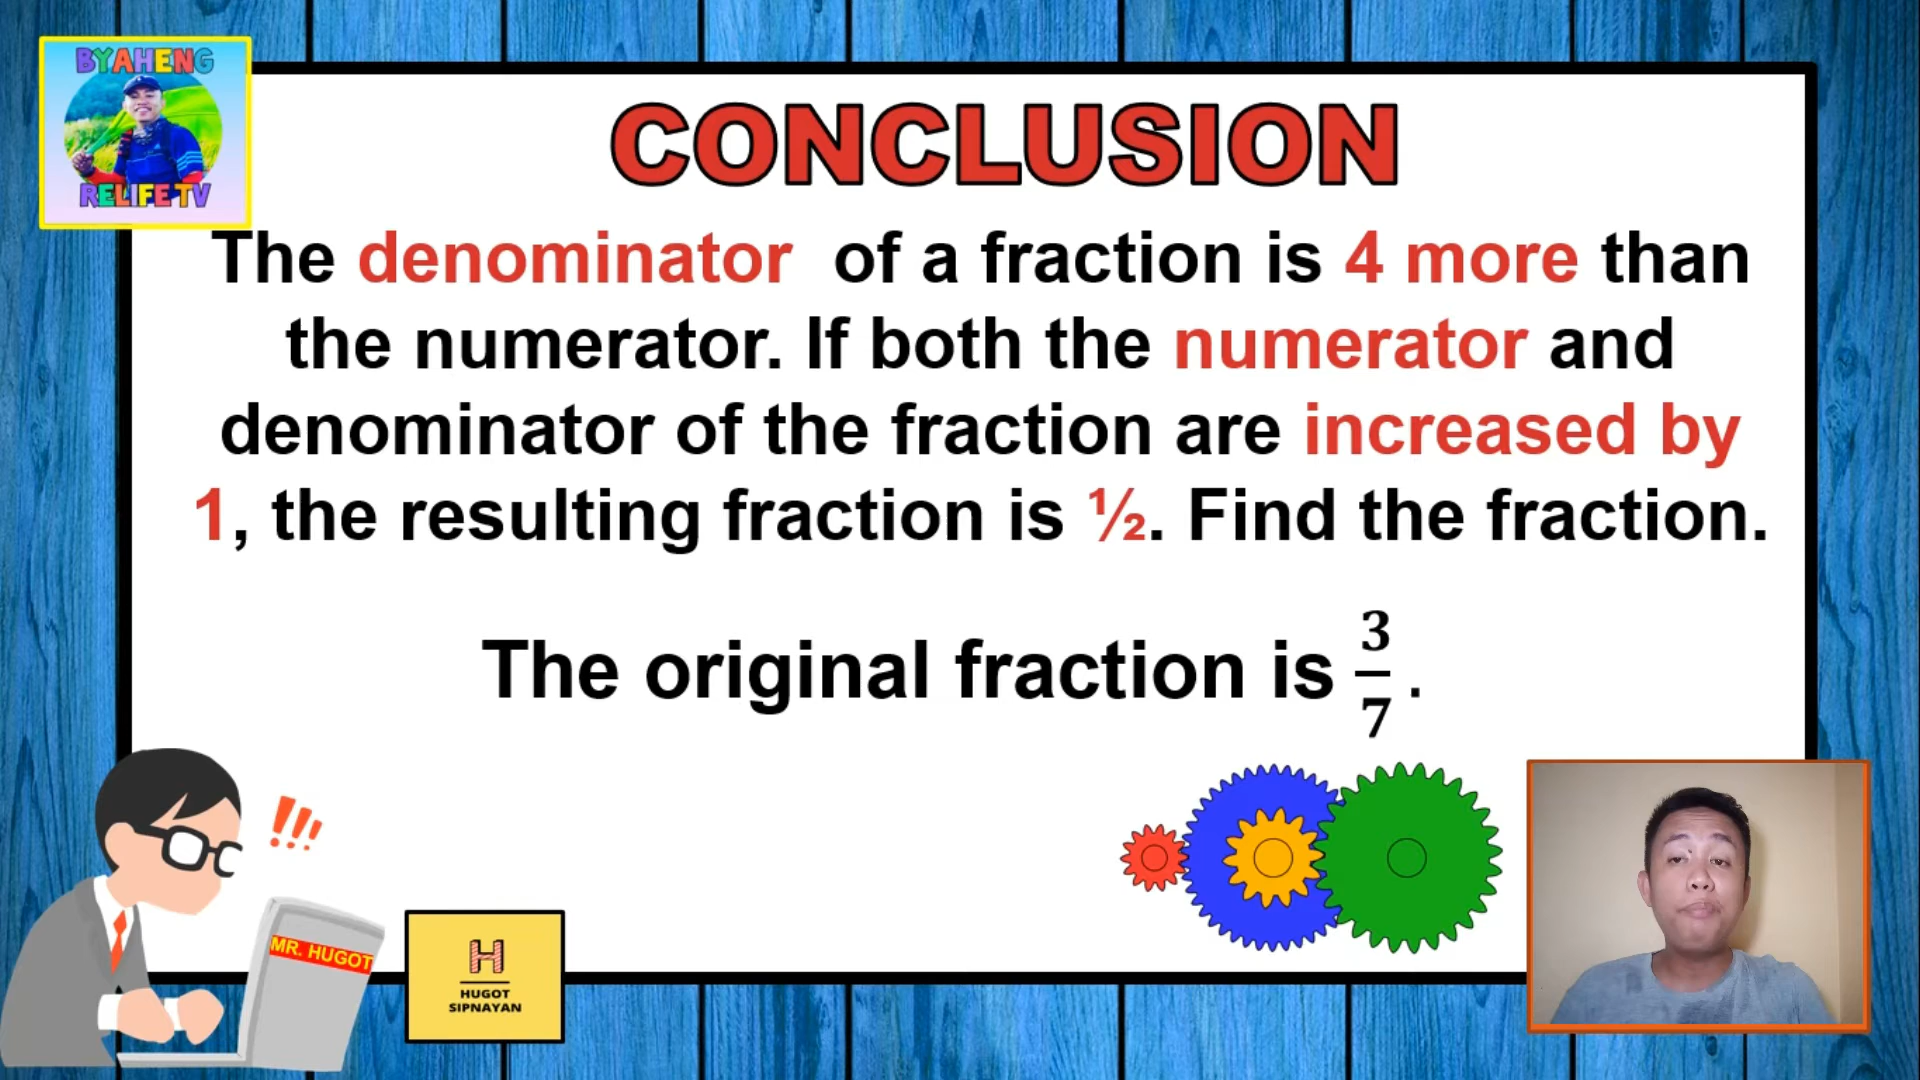 BYAHENG
RELIFE TV
CONCLUSION
The denominator of a fraction is 4 more than
the numerator. If both the numerator and
denominator of the fraction are increased by
1, the resulting fraction is ½. Find the fraction.
The original fraction is 3/7.
MR. HUGOT
H
HUGOT
SIPNAYAN